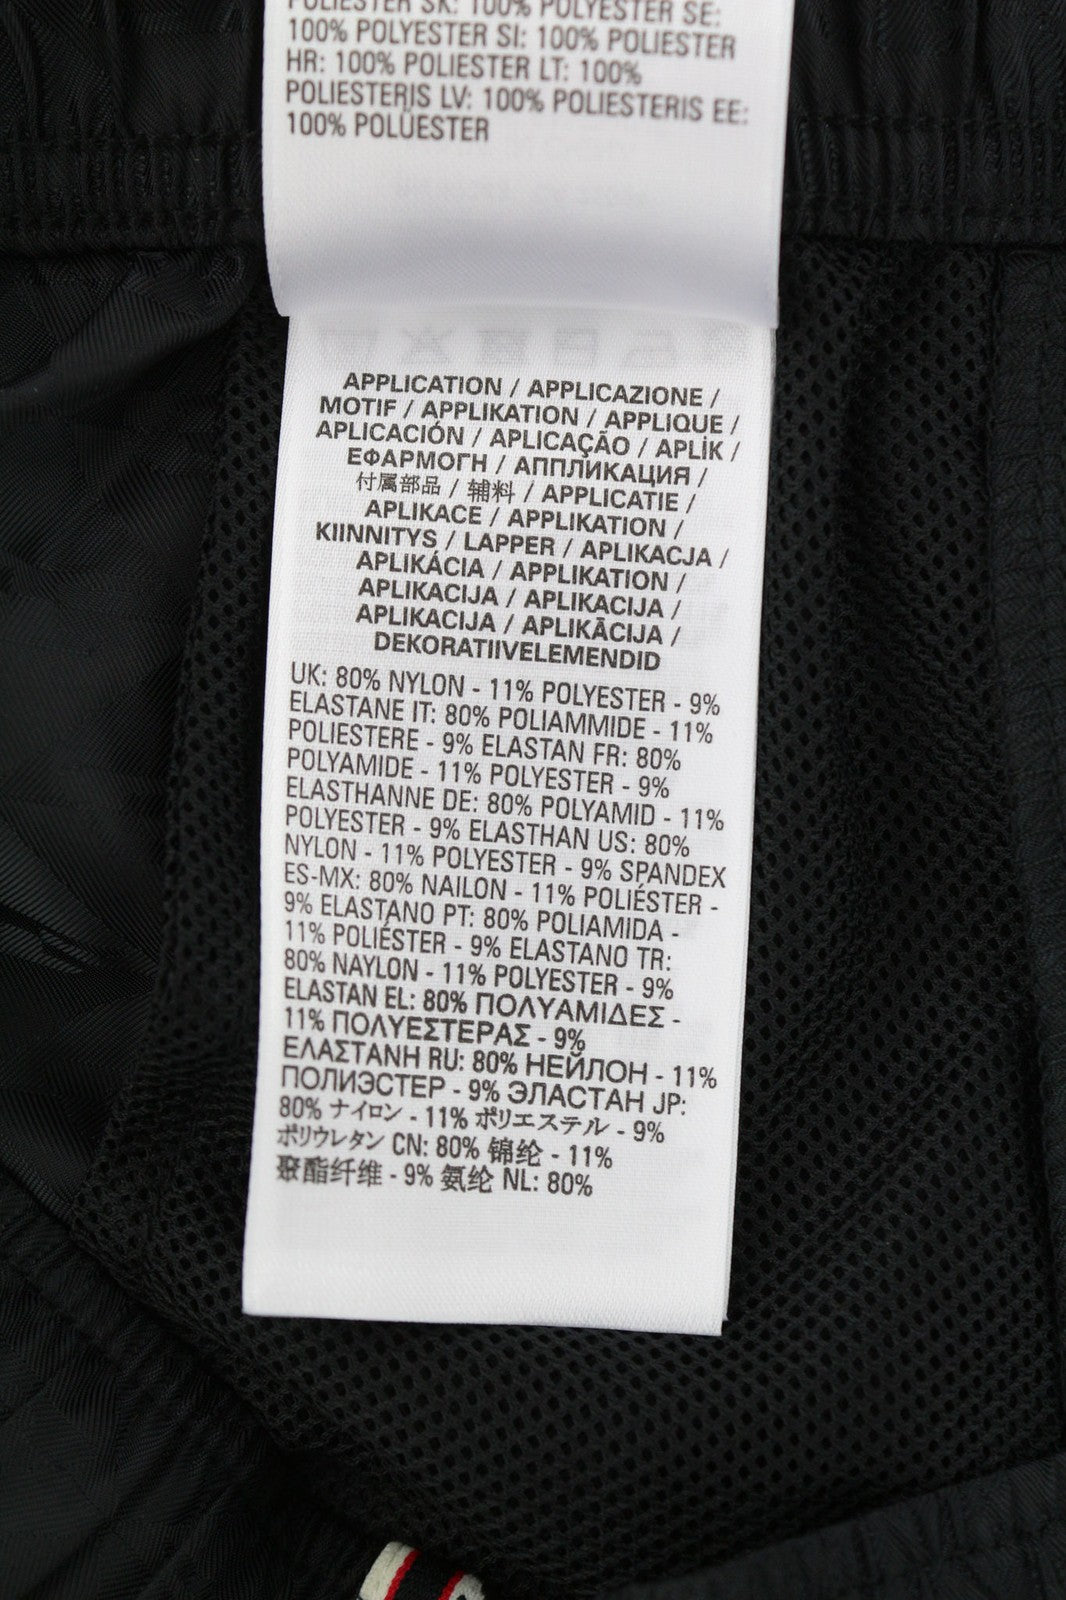 POLIESTER SK: 100% POLYESTER SE:
100% POLYESTER SI: 100% POLIESTER
HR: 100% POLIESTER LT: 100%
POLIESTERIS LV: 100% POLIESTERIS EE:
100% POLÜESTER
APPLICATION / APPLICAZIONE /
MOTIF / APPLIKATION / APPLIQUE /
APLICACIÓN / APLICAÇÃO / APLİK /
ΕΦΑΡΜΟΓΗ / АППЛИКАЦИЯ /
付属部品 / 辅料 / APPLICATIE /
APLIKACE / APPLIKATION /
KIINNITYS / LAPPER / APLIKACJA /
APLIKÁCIA / APPLIKATION /
APLIKACIJA / APLIKACIJA /
APLIKACIJA / APLIKĀCIJA /
DEKORATIIVELEMENDID
UK: 80% NYLON - 11% POLYESTER - 9%
ELASTANE IT: 80% POLIAMMIDE - 11%
POLIESTERE - 9% ELASTAN FR: 80%
POLYAMIDE - 11% POLYESTER - 9%
ELASTHANNE DE: 80% POLYAMID - 11%
POLYESTER - 9% ELASTHAN US: 80%
NYLON - 11% POLYESTER - 9% SPANDEX
ES-MX: 80% NAILON - 11% POLIÉSTER -
9% ELASTANO PT: 80% POLIAMIDA -
11% POLIÉSTER - 9% ELASTANO TR:
80% NAYLON - 11% POLYESTER - 9%
ELASTAN EL: 80% ΠΟΛΥΑΜΙΔΕΣ -
11% ΠΟΛΥΕΣΤΕΡΑΣ - 9%
ΕΛΑΣΤΑΝΗ RU: 80% НЕЙЛОН - 11%
ПОЛИЭСТЕР - 9% ЭЛАСТАН JP:
80% ナイロン - 11% ポリエステル - 9%
ポリウレタン CN: 80% 锦纶 - 11%
聚酯纤维 - 9% 氨纶 NL: 80%